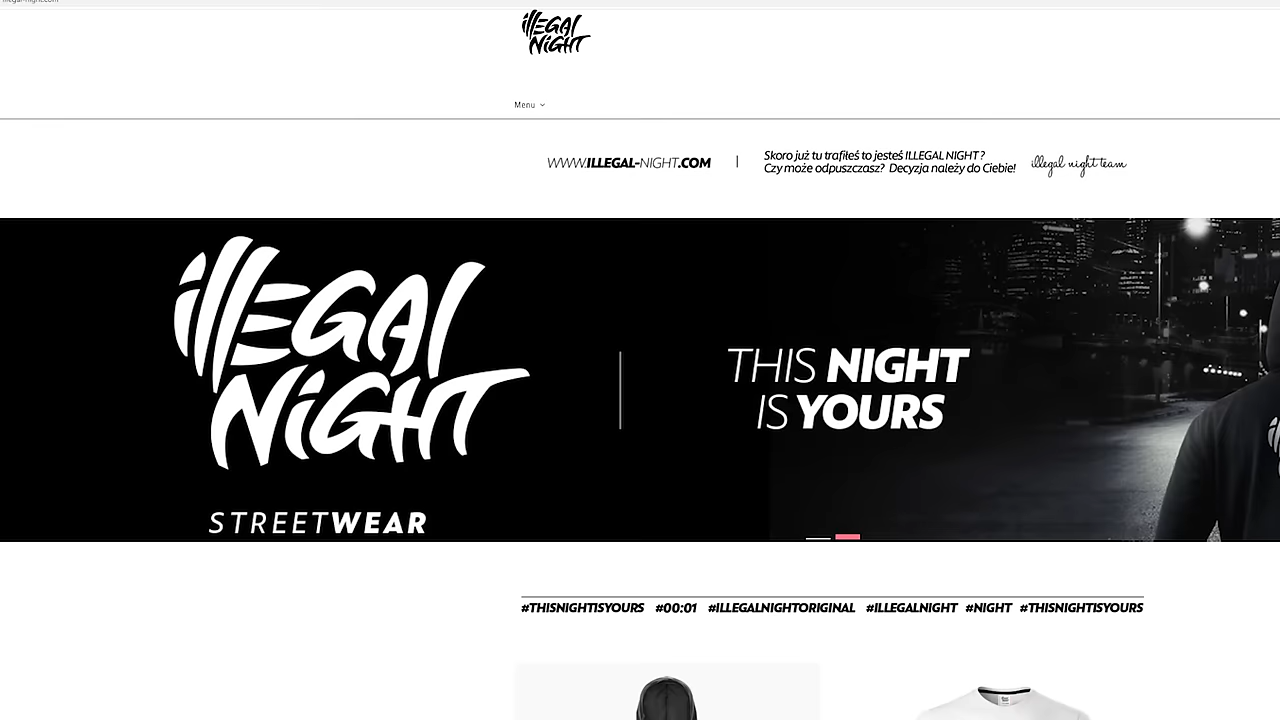 illegal-night.com
illEGAl
NiGHT
Menu
WWW.ILLEGAL-NIGHT.COM
Skoro już tu trafiłeś to jesteś ILLEGAL NIGHT ?
Czy może odpuszczasz? Decyzja należy do Ciebie!
illegal night team
illEGAl
NiGHT
STREETWEAR
THIS NIGHT
IS YOURS
#THISNIGHTISYOURS #00:01 #ILLEGALNIGHTORIGINAL #ILLEGALNIGHT #NIGHT #THISNIGHTISYOURS